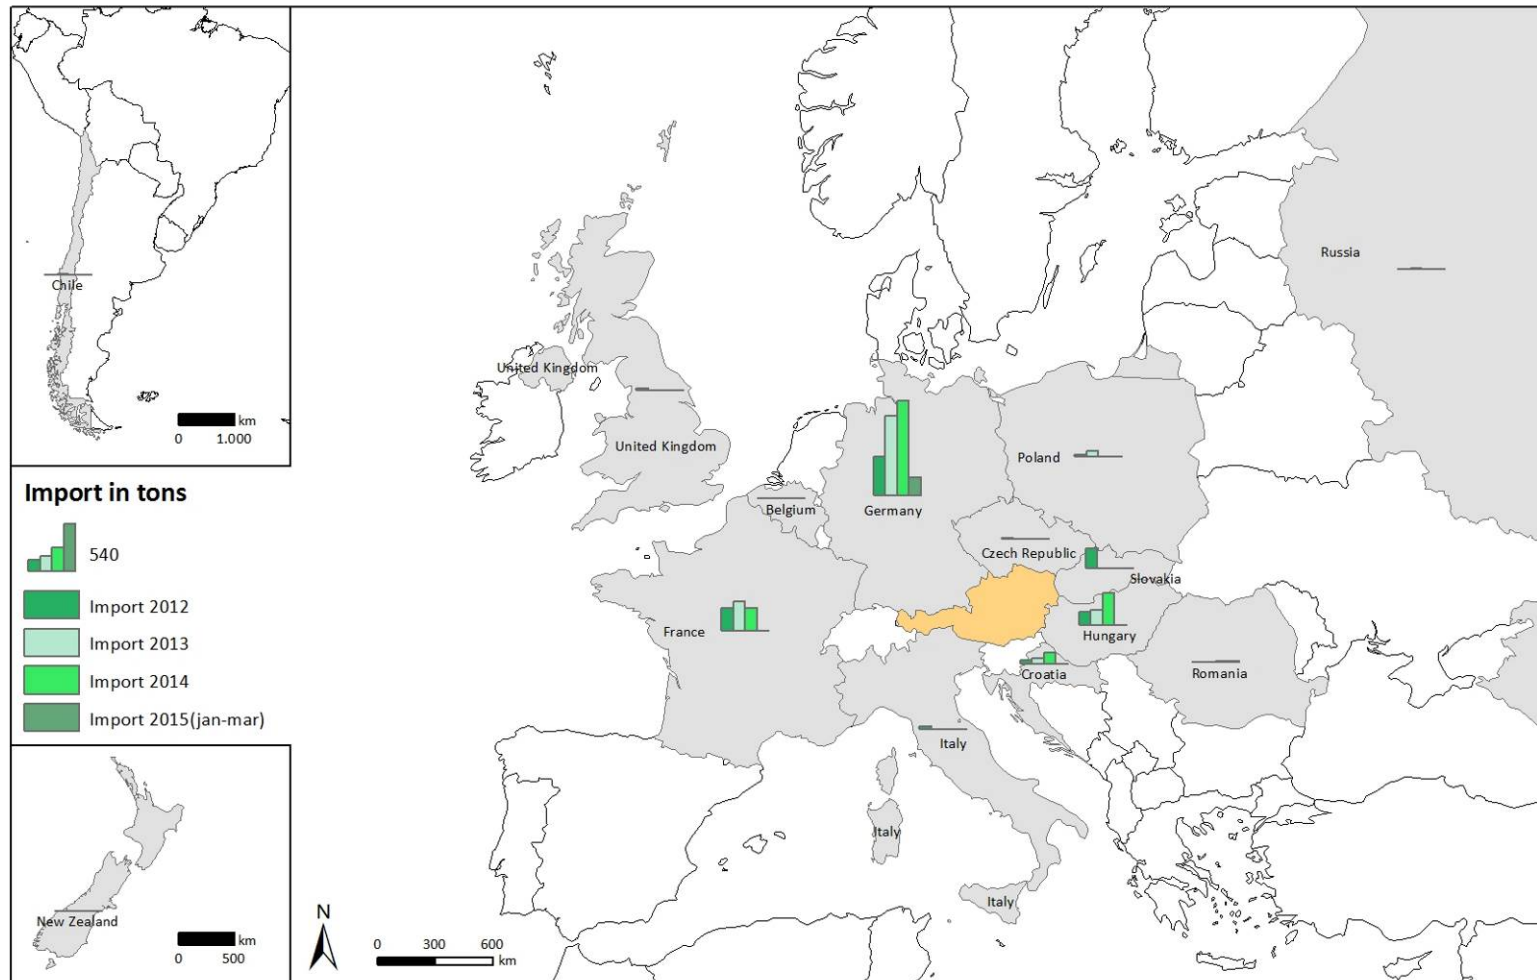 Chile
km
0 1.000
Import in tons
540
Import 2012
Import 2013
Import 2014
Import 2015(jan-mar)
New Zealand
km
0 500
N
0 300 600
km
Russia
United Kingdom
United Kingdom
Poland
Belgium
Germany
Czech Republic
Slovakia
France
Hungary
Croatia
Romania
Italy
Italy
Italy